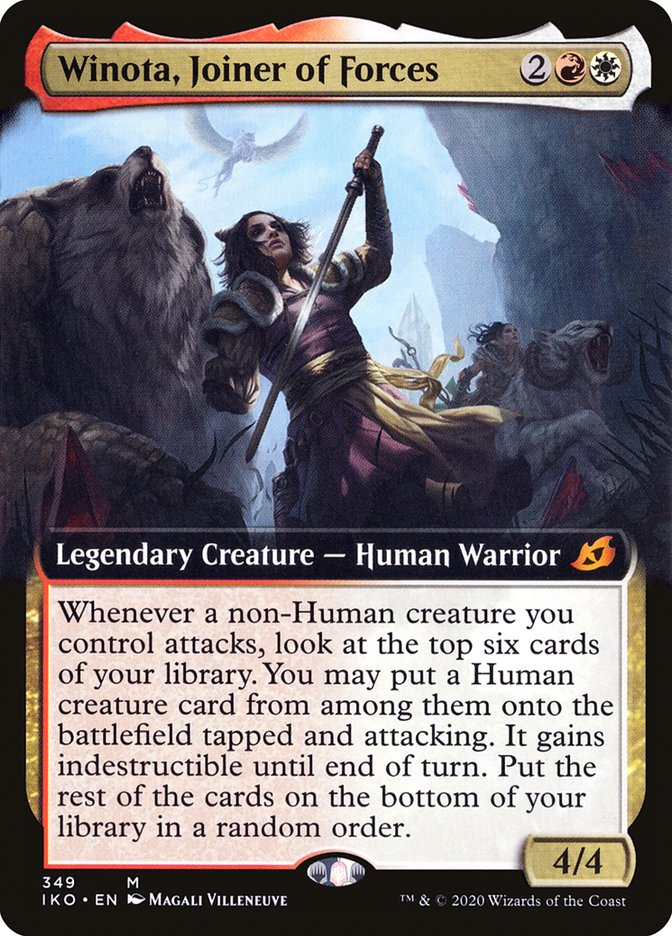 Winota, Joiner of Forces 2
Legendary Creature — Human Warrior
Whenever a non-Human creature you
control attacks, look at the top six cards
of your library. You may put a Human
creature card from among them onto the
battlefield tapped and attacking. It gains
indestructible until end of turn. Put the
rest of the cards on the bottom of your
library in a random order.
4/4
349 M
IKO • EN Magali Villeneuve ™ & © 2020 Wizards of the Coast